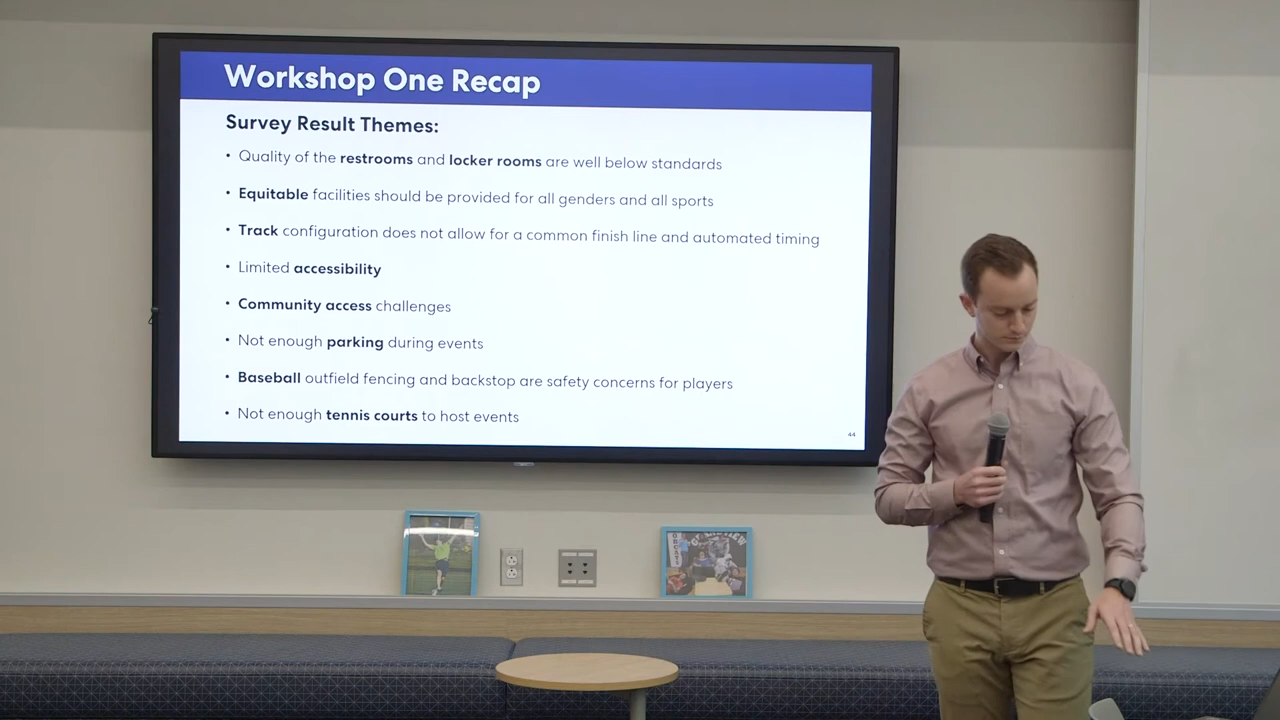 Workshop One Recap
Survey Result Themes:
• Quality of the restrooms and locker rooms are well below standards
• Equitable facilities should be provided for all genders and all sports
• Track configuration does not allow for a common finish line and automated timing
• Limited accessibility
• Community access challenges
• Not enough parking during events
• Baseball outfield fencing and backstop are safety concerns for players
• Not enough tennis courts to host events
44